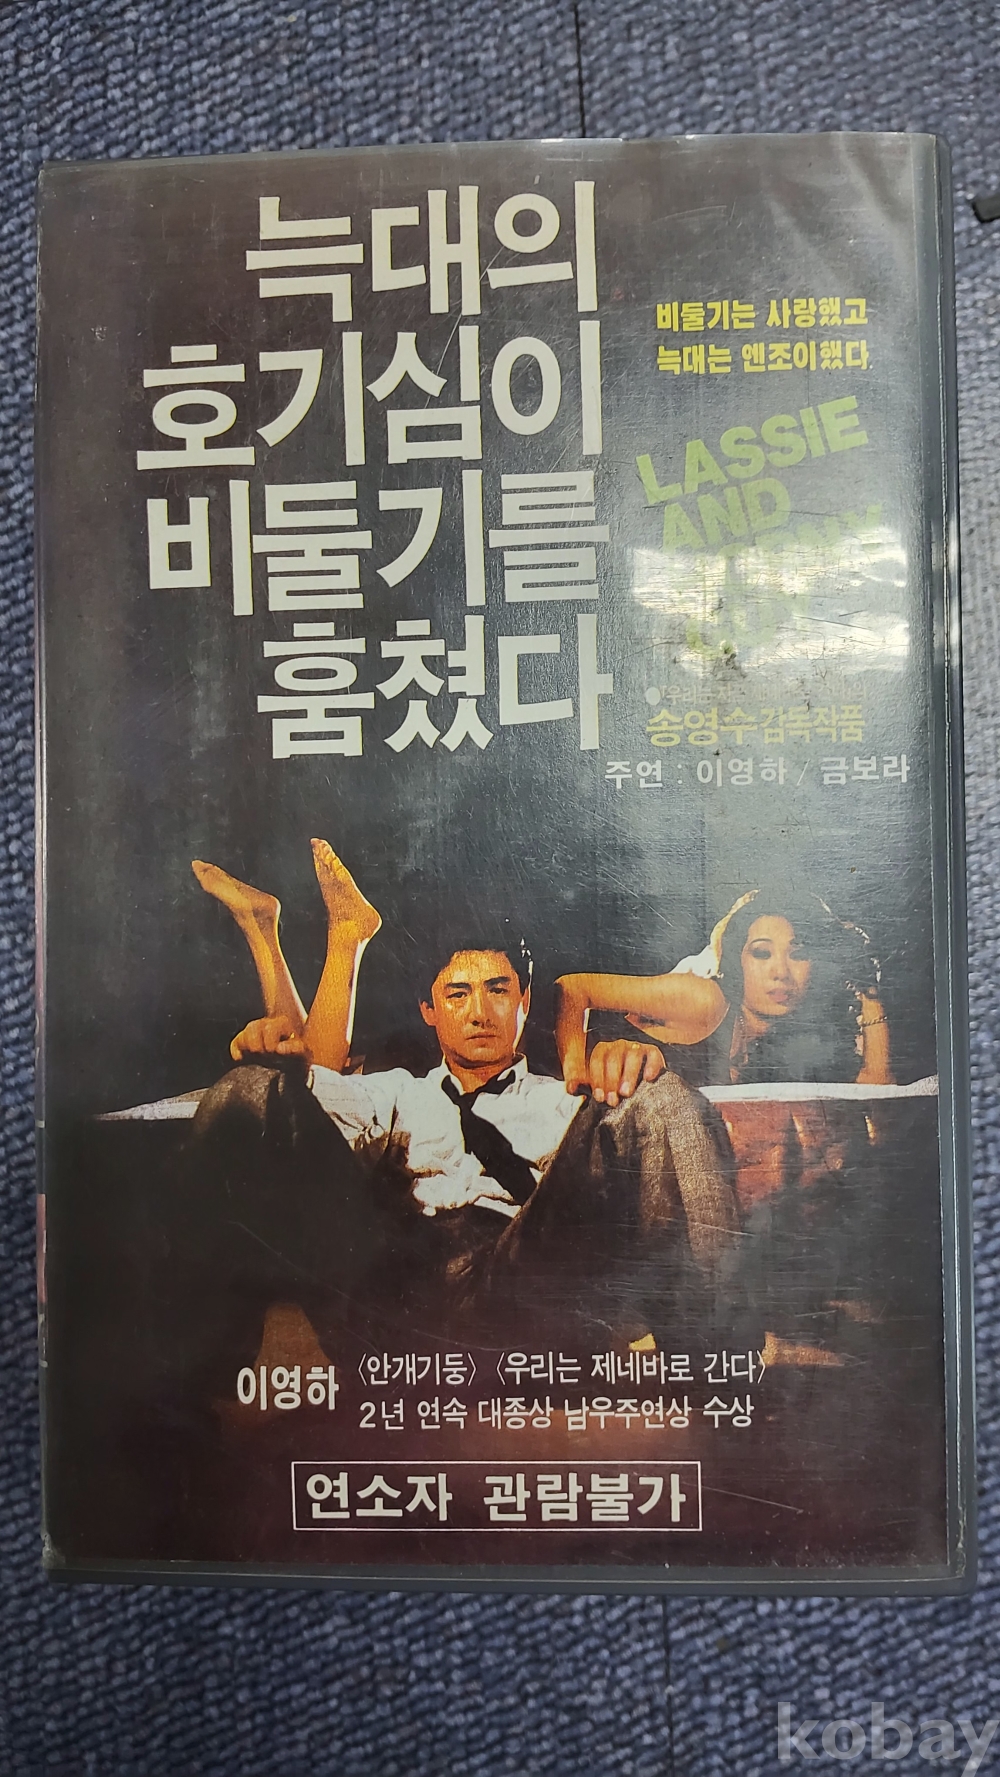 늑대의
호기심이
비둘기를
훔쳤다
비둘기는 사랑했고
늑대는 엔조이했다
LASSIE
AND
송영수감독작품
주연 : 이영하 / 금보라
이영하 〈안개기둥〉 〈우리는 제네바로 간다〉
2년 연속 대종상 남우주연상 수상
연소자 관람불가
kobay